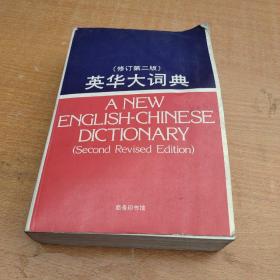 (修订第二版)
英华大词典
A NEW
ENGLISH-CHINESE
DICTIONARY
(Second Revised Edition)
商务印书馆